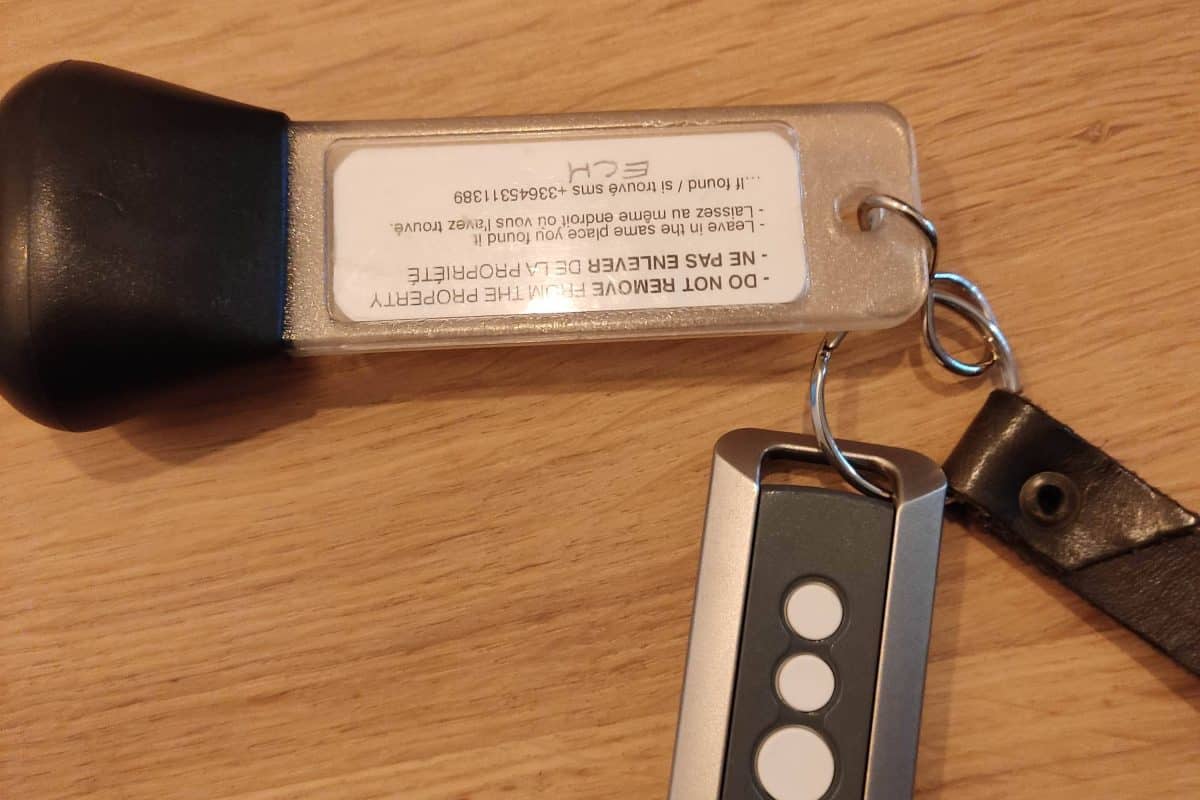 - DO NOT REMOVE FROM THE PROPERTY
- NE PAS ENLEVER DE LA PROPRIÉTÉ
- Leave in the same place you found it
- Laissez au même endroit où vous l'avez trouvé.
...If found / si trouvé sms +33645311389
ECH